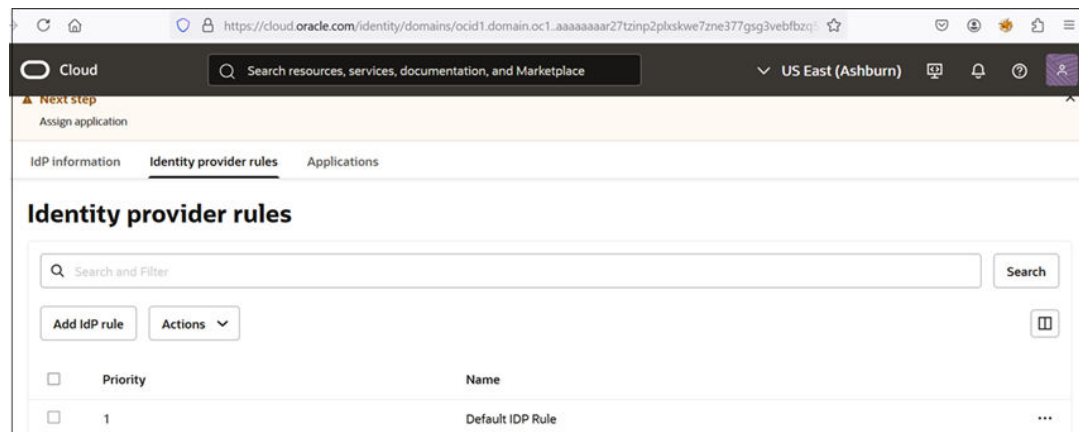 https://cloud.oracle.com/identity/domains/ocid1.domain.oc1..aaaaaaaar27tzinp2plxskwe7zne377gsg3vebfbzq
Cloud
Search resources, services, documentation, and Marketplace
US East (Ashburn)
Next step
Assign application
IdP information Identity provider rules Applications
Identity provider rules
Search and Filter
Search
Add IdP rule Actions
Priority Name
1 Default IDP Rule